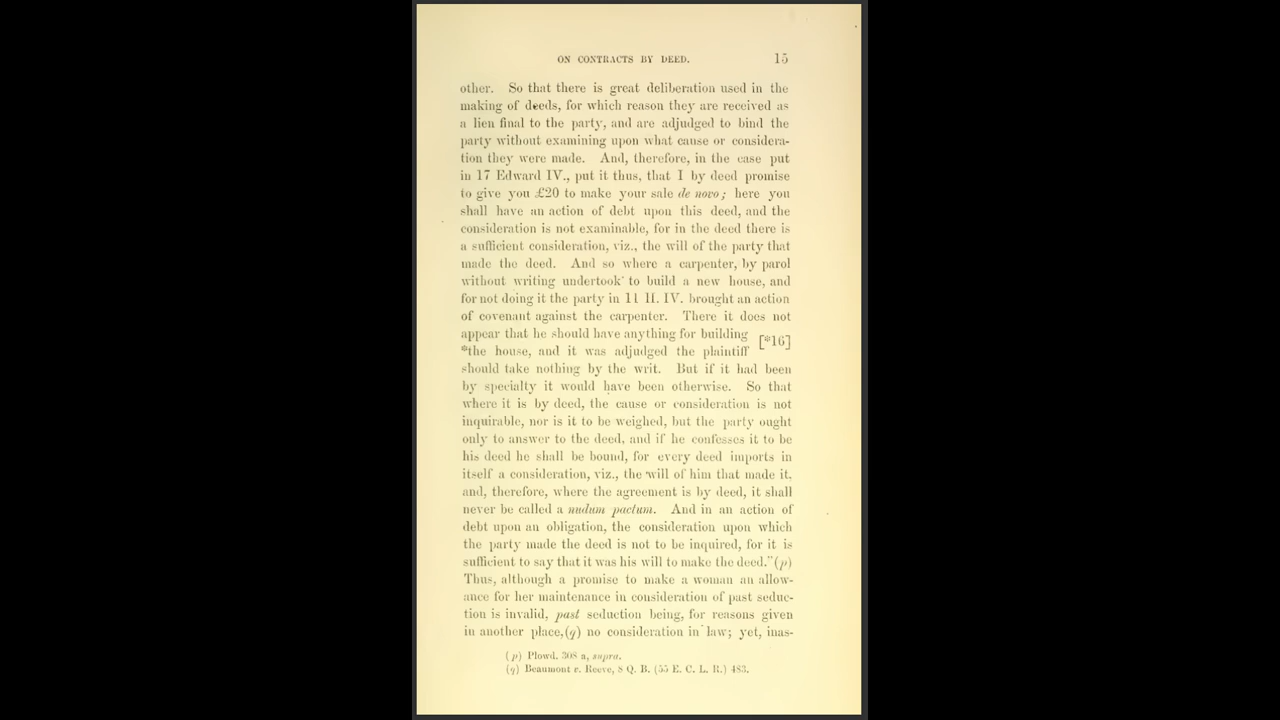 ON CONTRACTS BY DEED. 15
other. So that there is great deliberation used in the
making of deeds, for which reason they are received as
a lien final to the party, and are adjudged to bind the
party without examining upon what cause or considera-
tion they were made. And, therefore, in the case put
in 17 Edward IV., put it thus, that I by deed promise
to give you £20 to make your sale de novo; here you
shall have an action of debt upon this deed, and the
consideration is not examinable, for in the deed there is
a sufficient consideration, viz., the will of the party that
made the deed. And so where a carpenter, by parol
without writing undertook to build a new house, and
for not doing it the party in 11 H. IV. brought an action
of covenant against the carpenter. There it does not
appear that he should have anything for building
[*16]
*the house, and it was adjudged the plaintiff
should take nothing by the writ. But if it had been
by specialty it would have been otherwise. So that
where it is by deed, the cause or consideration is not
inquirable, nor is it to be weighed, but the party ought
only to answer to the deed, and if he confesses it to be
his deed he shall be bound, for every deed imports in
itself a consideration, viz., the will of him that made it,
and, therefore, where the agreement is by deed, it shall
never be called a nudum pactum. And in an action of
debt upon an obligation, the consideration upon which
the party made the deed is not to be inquired, for it is
sufficient to say that it was his will to make the deed."(p)
Thus, although a promise to make a woman an allow-
ance for her maintenance in consideration of past seduc-
tion is invalid, past seduction being, for reasons given
in another place,(q) no consideration in law; yet, inas-
(p) Plowd. 308 a, supra.
(q) Beaumont v. Reeve, 8 Q. B. (55 E. C. L. R.) 483.